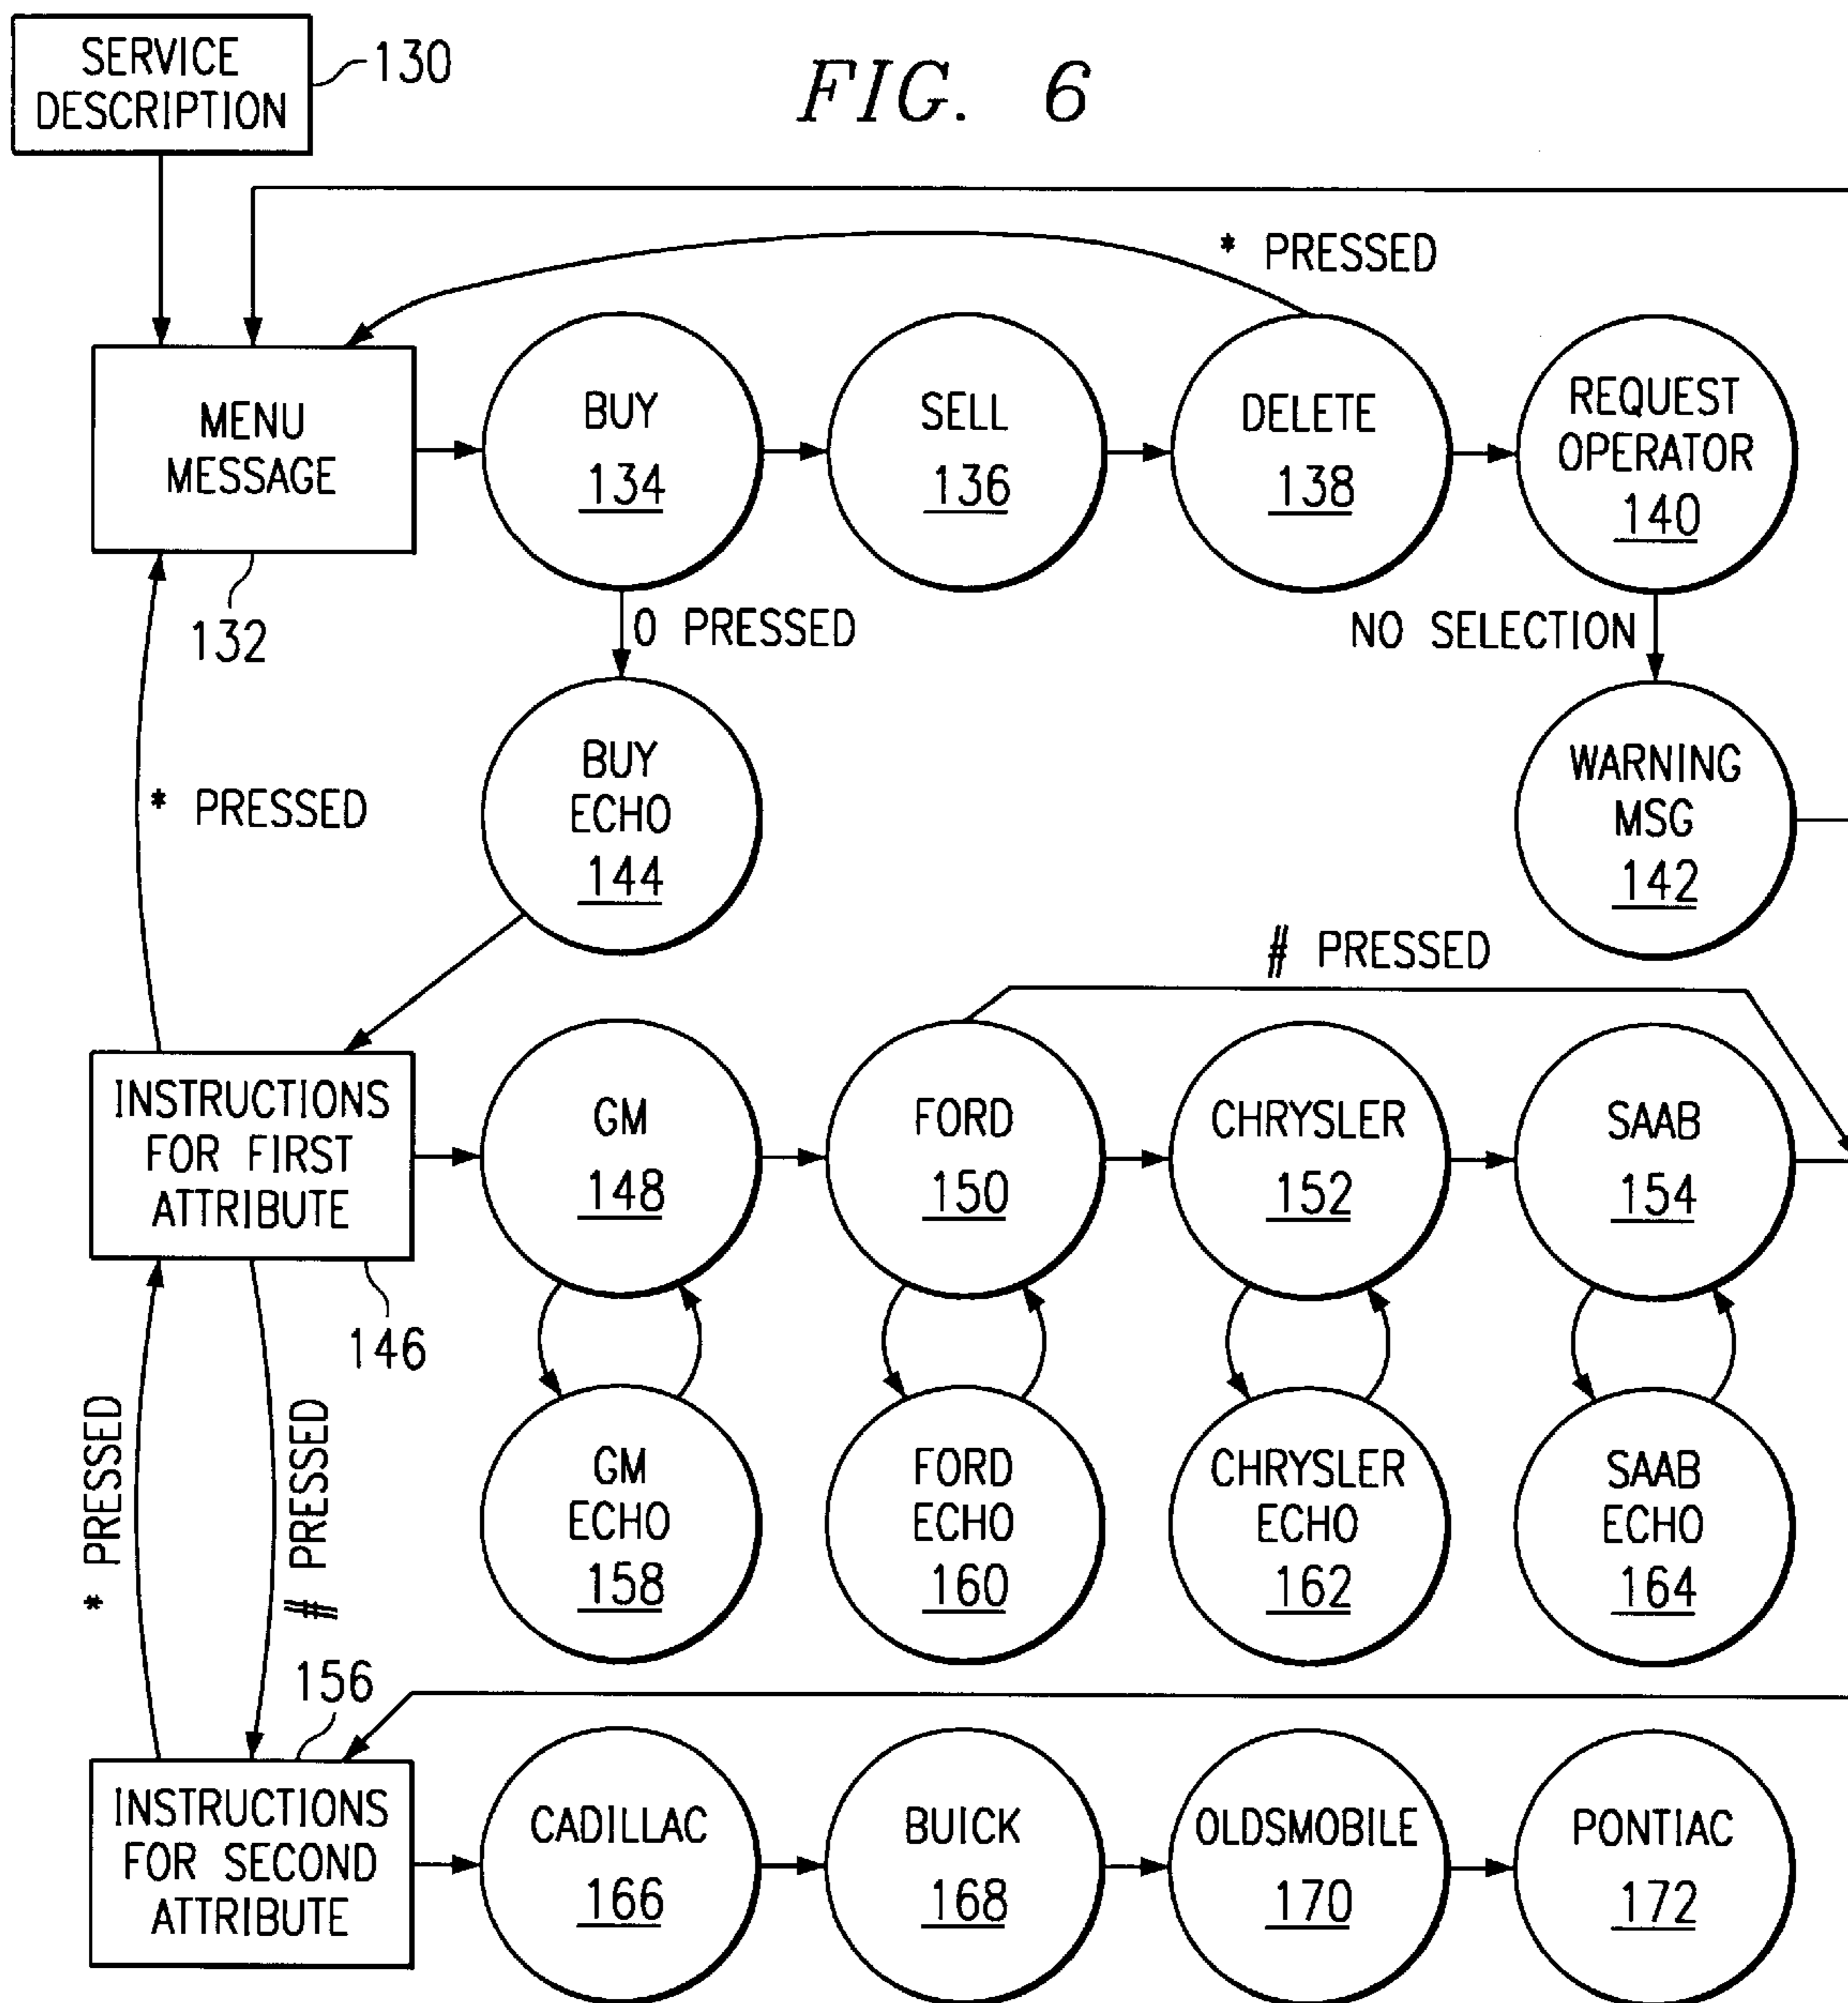 FIG. 6
SERVICE
DESCRIPTION
130
* PRESSED
MENU
MESSAGE
132
BUY
134
SELL
136
DELETE
138
REQUEST
OPERATOR
140
0 PRESSED
NO SELECTION
* PRESSED
BUY
ECHO
144
WARNING
MSG
142
# PRESSED
INSTRUCTIONS
FOR FIRST
ATTRIBUTE
146
GM
148
FORD
150
CHRYSLER
152
SAAB
154
* PRESSED
# PRESSED
GM
ECHO
158
FORD
ECHO
160
CHRYSLER
ECHO
162
SAAB
ECHO
164
156
INSTRUCTIONS
FOR SECOND
ATTRIBUTE
CADILLAC
166
BUICK
168
OLDSMOBILE
170
PONTIAC
172